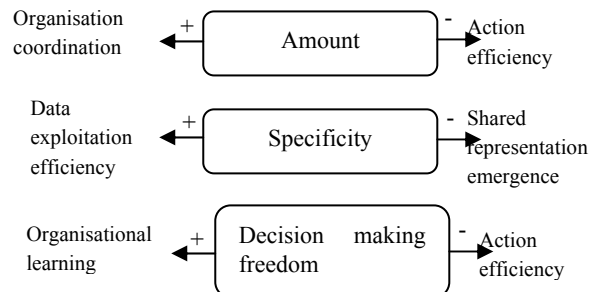 Organisation
coordination
+
Amount
-
Action
efficiency
Data
exploitation
efficiency
+
Specificity
-
Shared
representation
emergence
Organisational
learning
+
Decision making
freedom
-
Action
efficiency